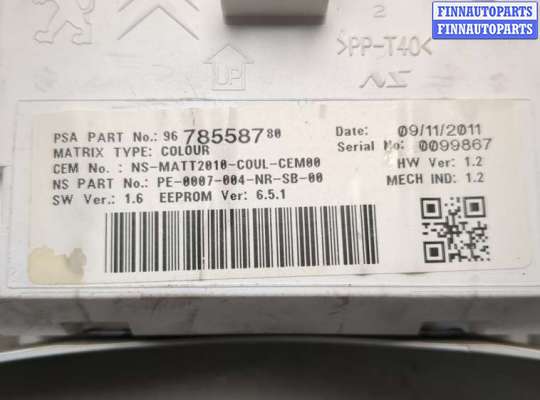 FINNAUTOPARTS
FINNAUTOPARTS
2
>PP-T40<
UP
PSA PART No.: 96 785587 80
MATRIX TYPE: COLOUR
CEM No. : NS-MATT2010-COUL-CEM00
NS PART No.: PE-0007-004-NR-SB-00
SW Ver.: 1.6 EEPROM Ver: 6.5.1
Date: 09/11/2011
Serial No: 0099867
HW Ver: 1.2
MECH IND: 1.2